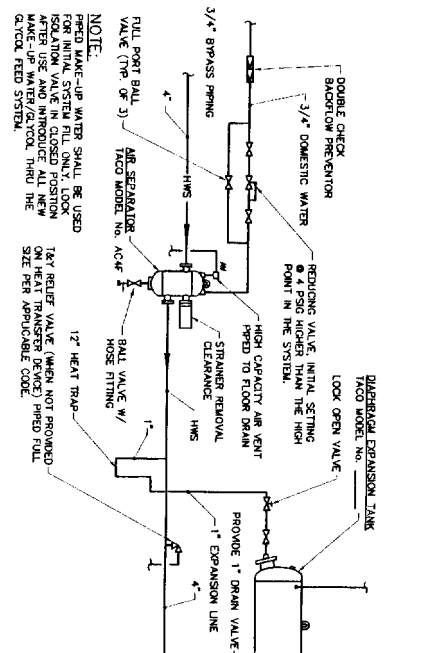 DOUBLE CHECK
BACKFLOW PREVENTOR
3/4" DOMESTIC WATER
3/4" BYPASS PIPING
FULL PORT BALL
VALVE (TYP. OF 3)
4"
HWS
AIR SEPARATOR
TACO MODEL No. AC4F
NOTE:
PIPED MAKE-UP WATER SHALL BE USED
FOR INITIAL SYSTEM FILL ONLY. LOCK
ISOLATION VALVE IN CLOSED POSITION
AFTER USE AND INTRODUCE ALL NEW
MAKE-UP WATER/GLYCOL THRU THE
GLYCOL FEED SYSTEM.
REDUCING VALVE, INITIAL SETTING
@ 4 PSIG HIGHER THAN THE HIGH
POINT IN THE SYSTEM.
HIGH CAPACITY AIR VENT
PIPED TO FLOOR DRAIN
STRAINER REMOVAL
CLEARANCE
HWS
BALL VALVE W/
HOSE FITTING
DIAPHRAGM EXPANSION TANK
TACO MODEL No.
LOCK OPEN VALVE
PROVIDE 1" DRAIN VALVE
1" EXPANSION LINE
4"
1"
12" HEAT TRAP
T&Y RELIEF VALVE (WHEN NOT PROVIDED
ON HEAT TRANSFER DEVICE) PIPED FULL
SIZE PER APPLICABLE CODE.